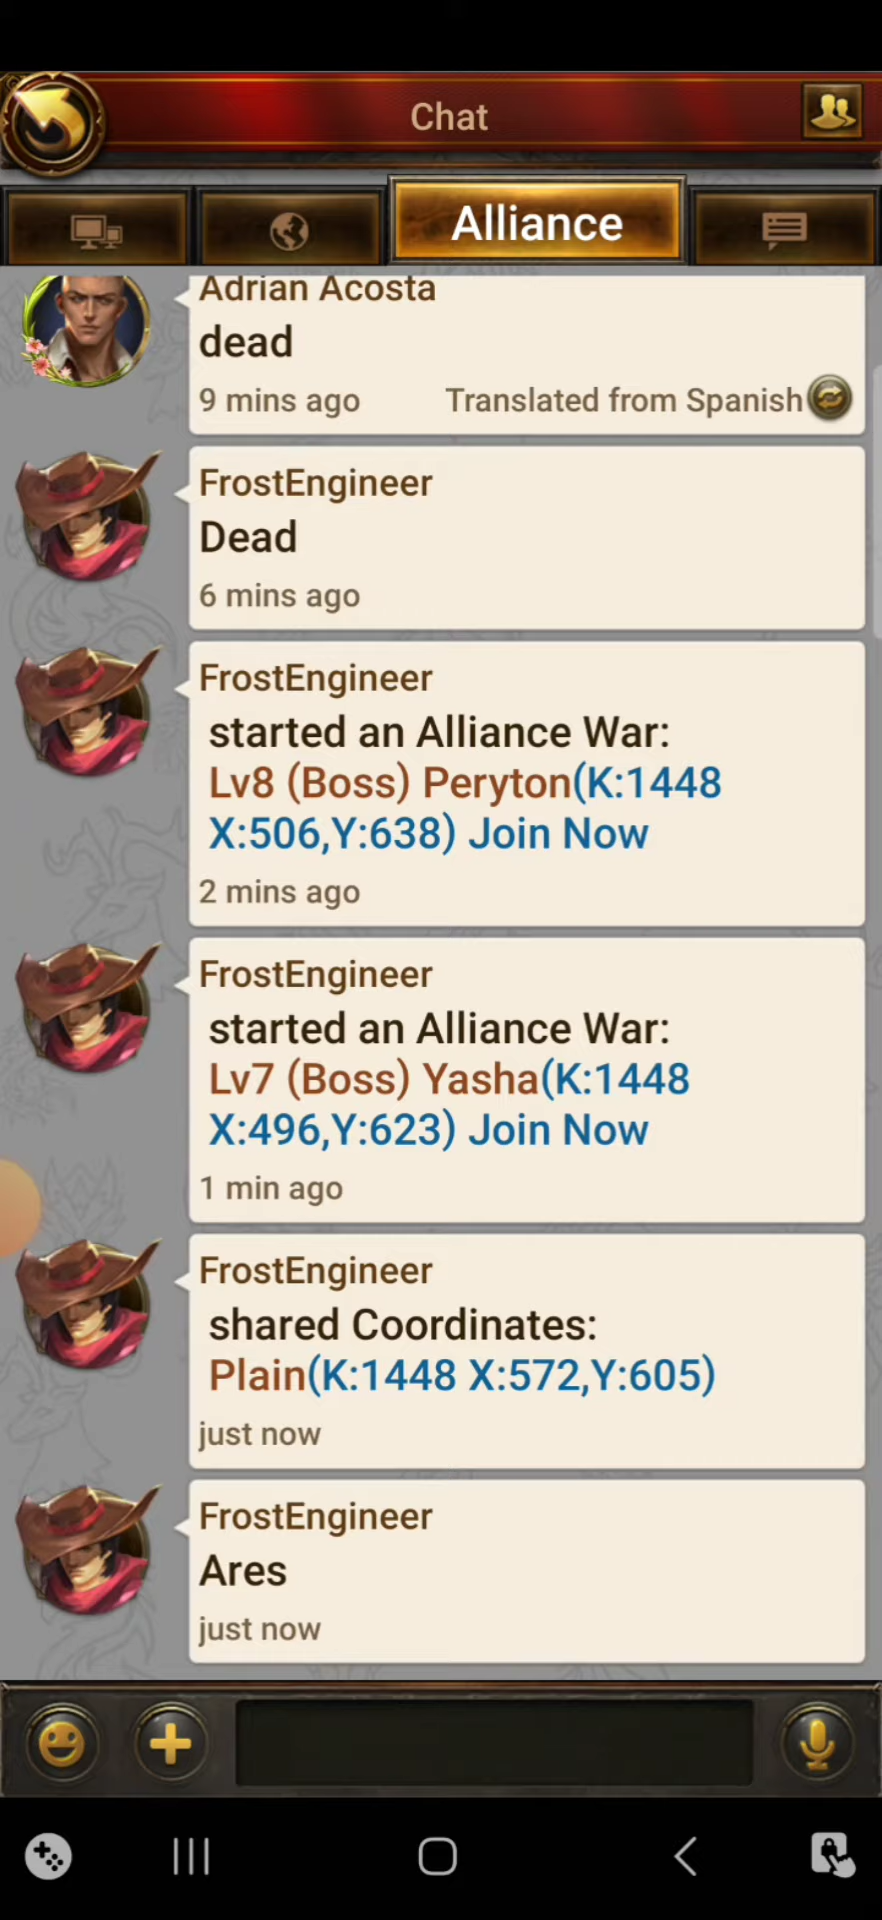 Chat
Alliance
Adrian Acosta
dead
9 mins ago Translated from Spanish
FrostEngineer
Dead
6 mins ago
FrostEngineer
started an Alliance War:
Lv8 (Boss) Peryton(K:1448
X:506,Y:638) Join Now
2 mins ago
FrostEngineer
started an Alliance War:
Lv7 (Boss) Yasha(K:1448
X:496,Y:623) Join Now
1 min ago
FrostEngineer
shared Coordinates:
Plain(K:1448 X:572,Y:605)
just now
FrostEngineer
Ares
just now